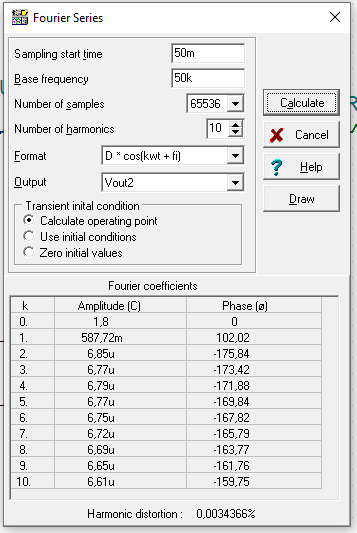 Fourier Series
Sampling start time 50m
Base frequency 50k
Number of samples 65536
Number of harmonics 10
Format D * cos(kwt + fi)
Output Vout2
Calculate
Cancel
Help
Draw
Transient inital condition
Calculate operating point
Use initial conditions
Zero initial values
Fourier coefficients
k Amplitude (C) Phase (ø)
0. 1,8 0
1. 587,72m 102,02
2. 6,85u -175,84
3. 6,77u -173,42
4. 6,79u -171,88
5. 6,77u -169,84
6. 6,75u -167,82
7. 6,72u -165,79
8. 6,69u -163,77
9. 6,65u -161,76
10. 6,61u -159,75
Harmonic distortion : 0,0034366%